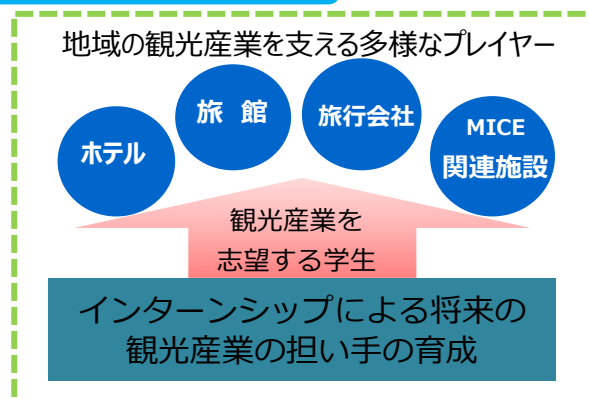 地域の観光産業を支える多様なプレイヤー
ホテル
旅 館
旅行会社
MICE
関連施設
観光産業を
志望する学生
インターンシップによる将来の
観光産業の担い手の育成